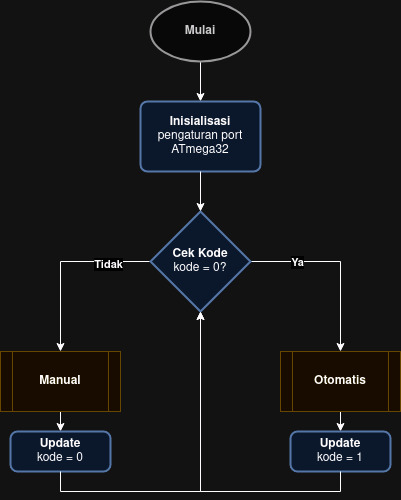 Mulai
Inisialisasi
pengaturan port
ATmega32
Cek Kode
kode = 0?
Tidak
Ya
Manual
Otomatis
Update
kode = 0
Update
kode = 1